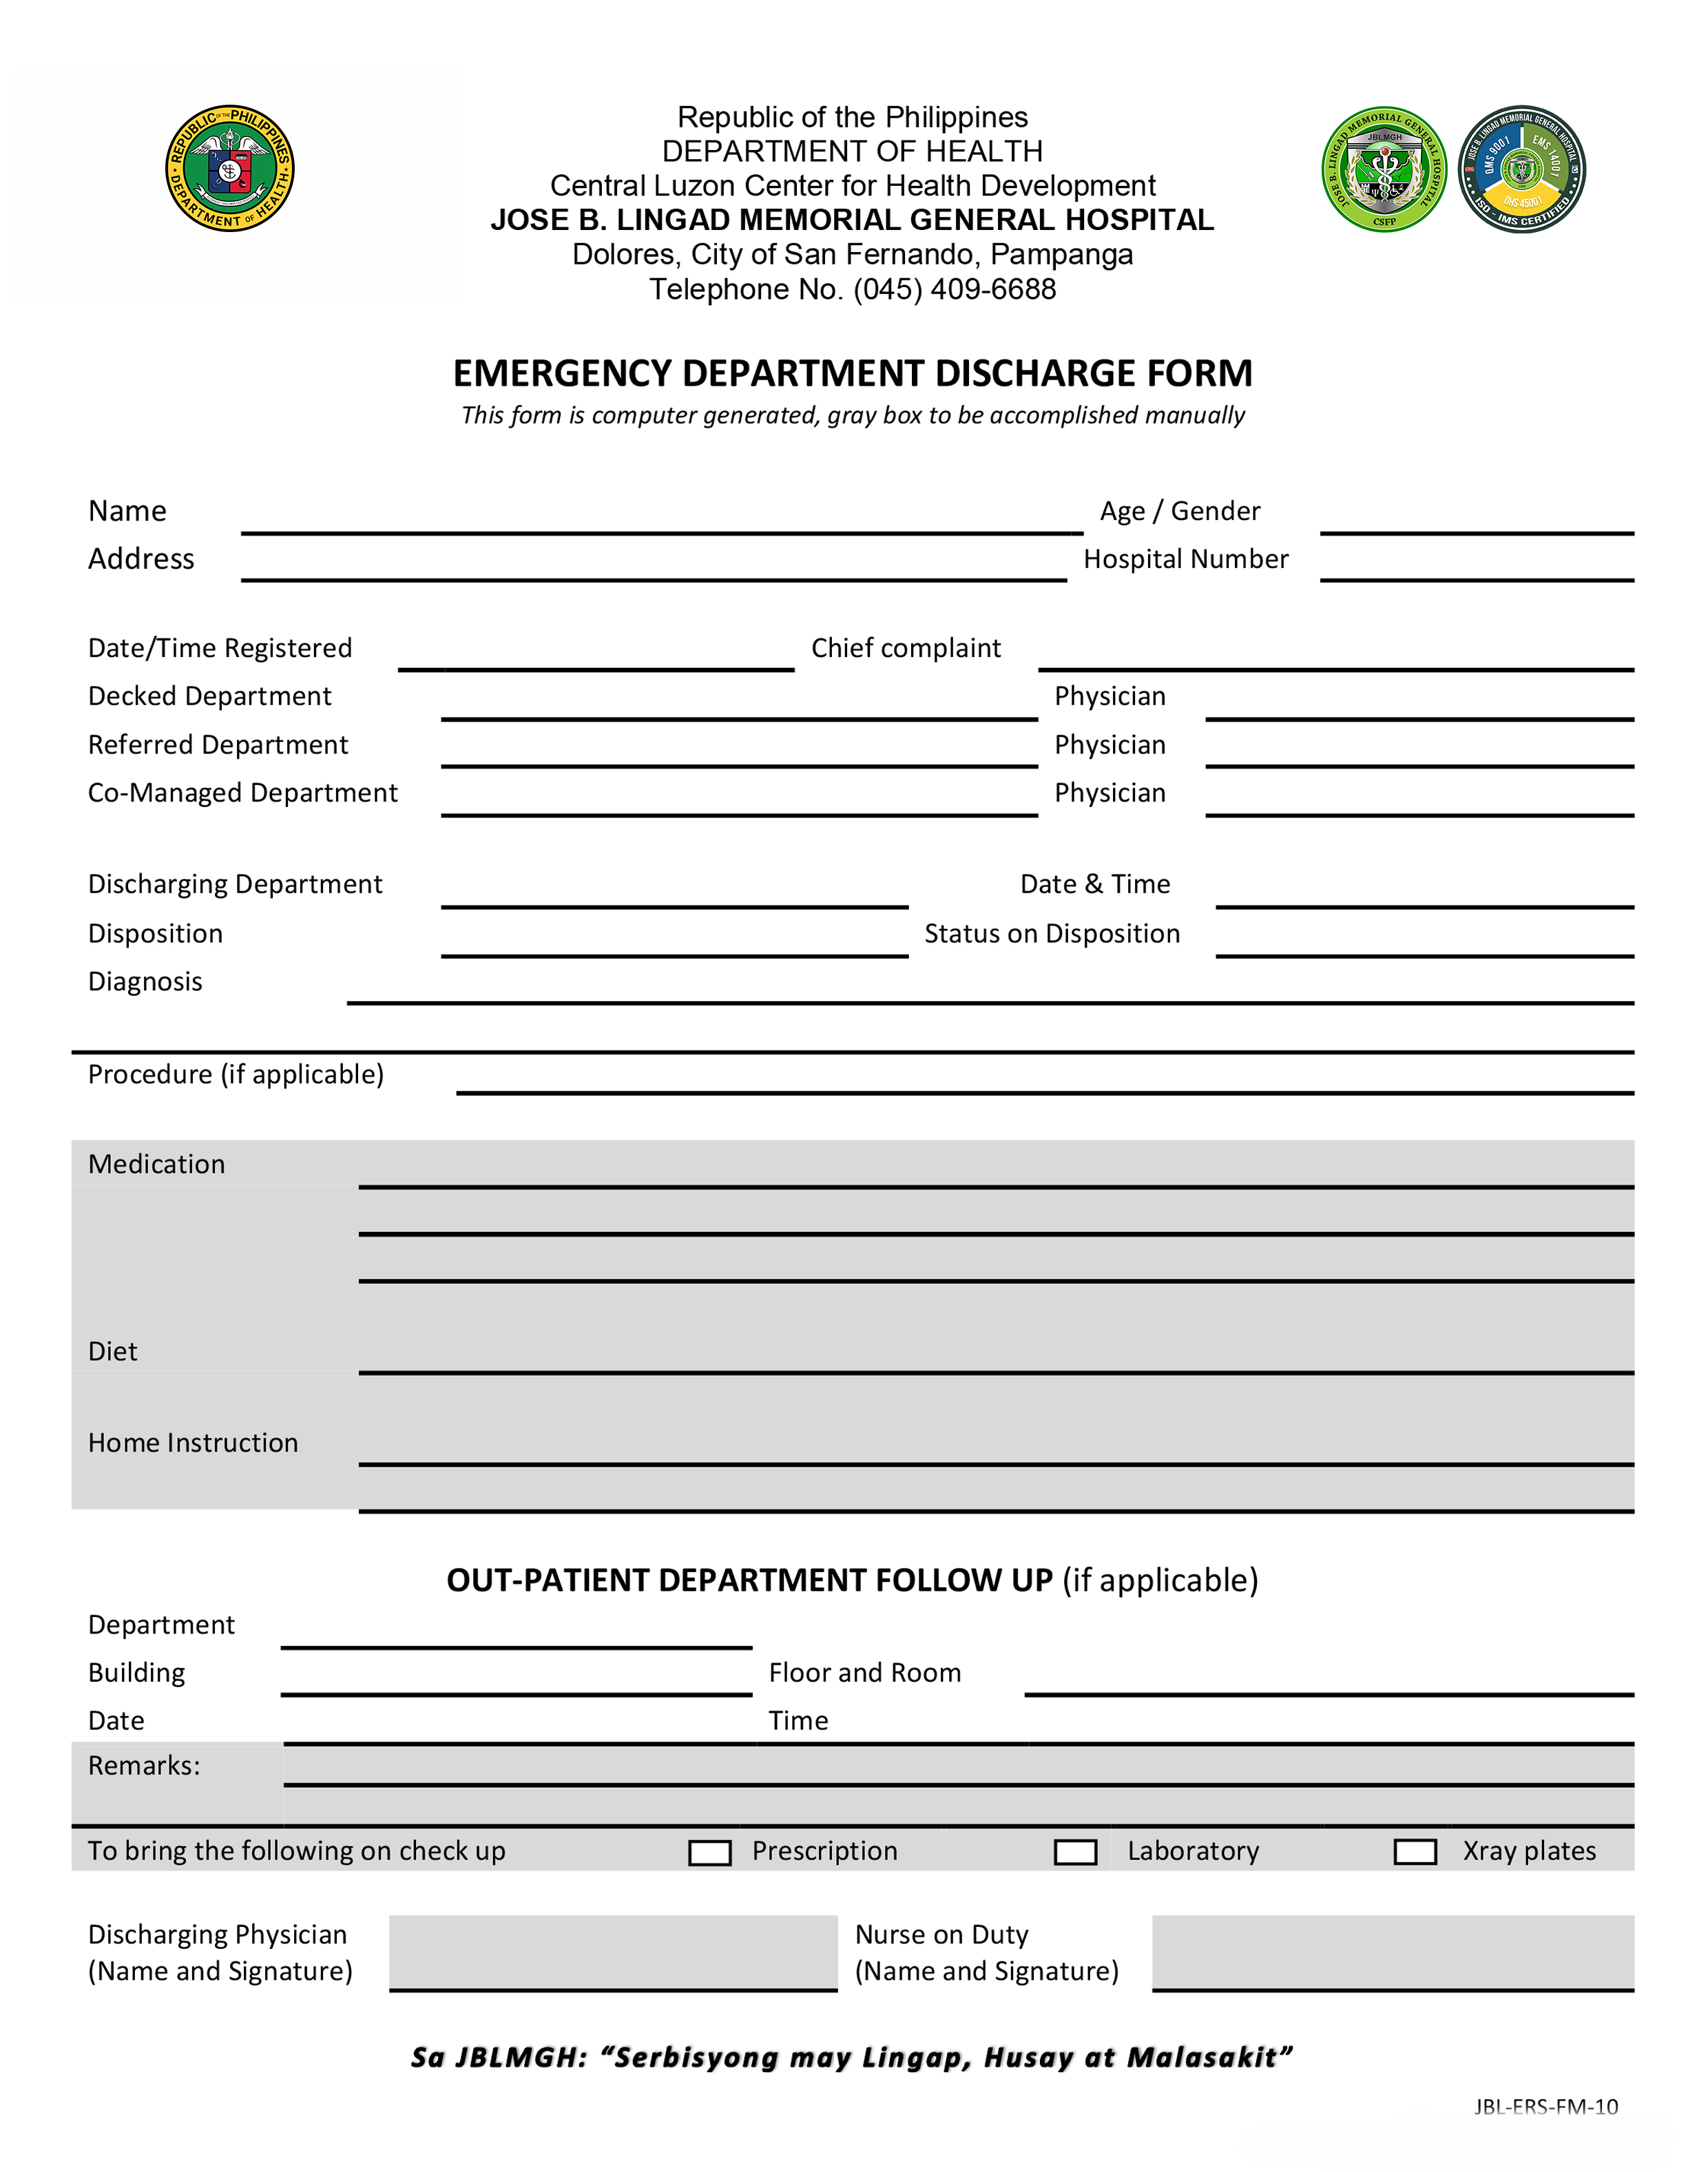 REPUBLIC OF THE PHILIPPINES
DEPARTMENT OF HEALTH
Republic of the Philippines
DEPARTMENT OF HEALTH
Central Luzon Center for Health Development
JOSE B. LINGAD MEMORIAL GENERAL HOSPITAL
Dolores, City of San Fernando, Pampanga
Telephone No. (045) 409-6688
JOSE B. LINGAD MEMORIAL GENERAL HOSPITAL
JBLMGH
CSFP
JOSE B. LINGAD MEMORIAL GENERAL HOSPITAL
QMS 9001
EMS 14001
OHS 45001
ISO - IMS CERTIFIED
EMERGENCY DEPARTMENT DISCHARGE FORM
This form is computer generated, gray box to be accomplished manually
Name Age / Gender
Address Hospital Number
Date/Time Registered Chief complaint
Decked Department Physician
Referred Department Physician
Co-Managed Department Physician
Discharging Department Date & Time
Disposition Status on Disposition
Diagnosis
Procedure (if applicable)
Medication
Diet
Home Instruction
OUT-PATIENT DEPARTMENT FOLLOW UP (if applicable)
Department
Building Floor and Room
Date Time
Remarks:
To bring the following on check up Prescription Laboratory Xray plates
Discharging Physician Nurse on Duty
(Name and Signature) (Name and Signature)
Sa JBLMGH: “Serbisyong may Lingap, Husay at Malasakit”
JBL-ERS-FM-10